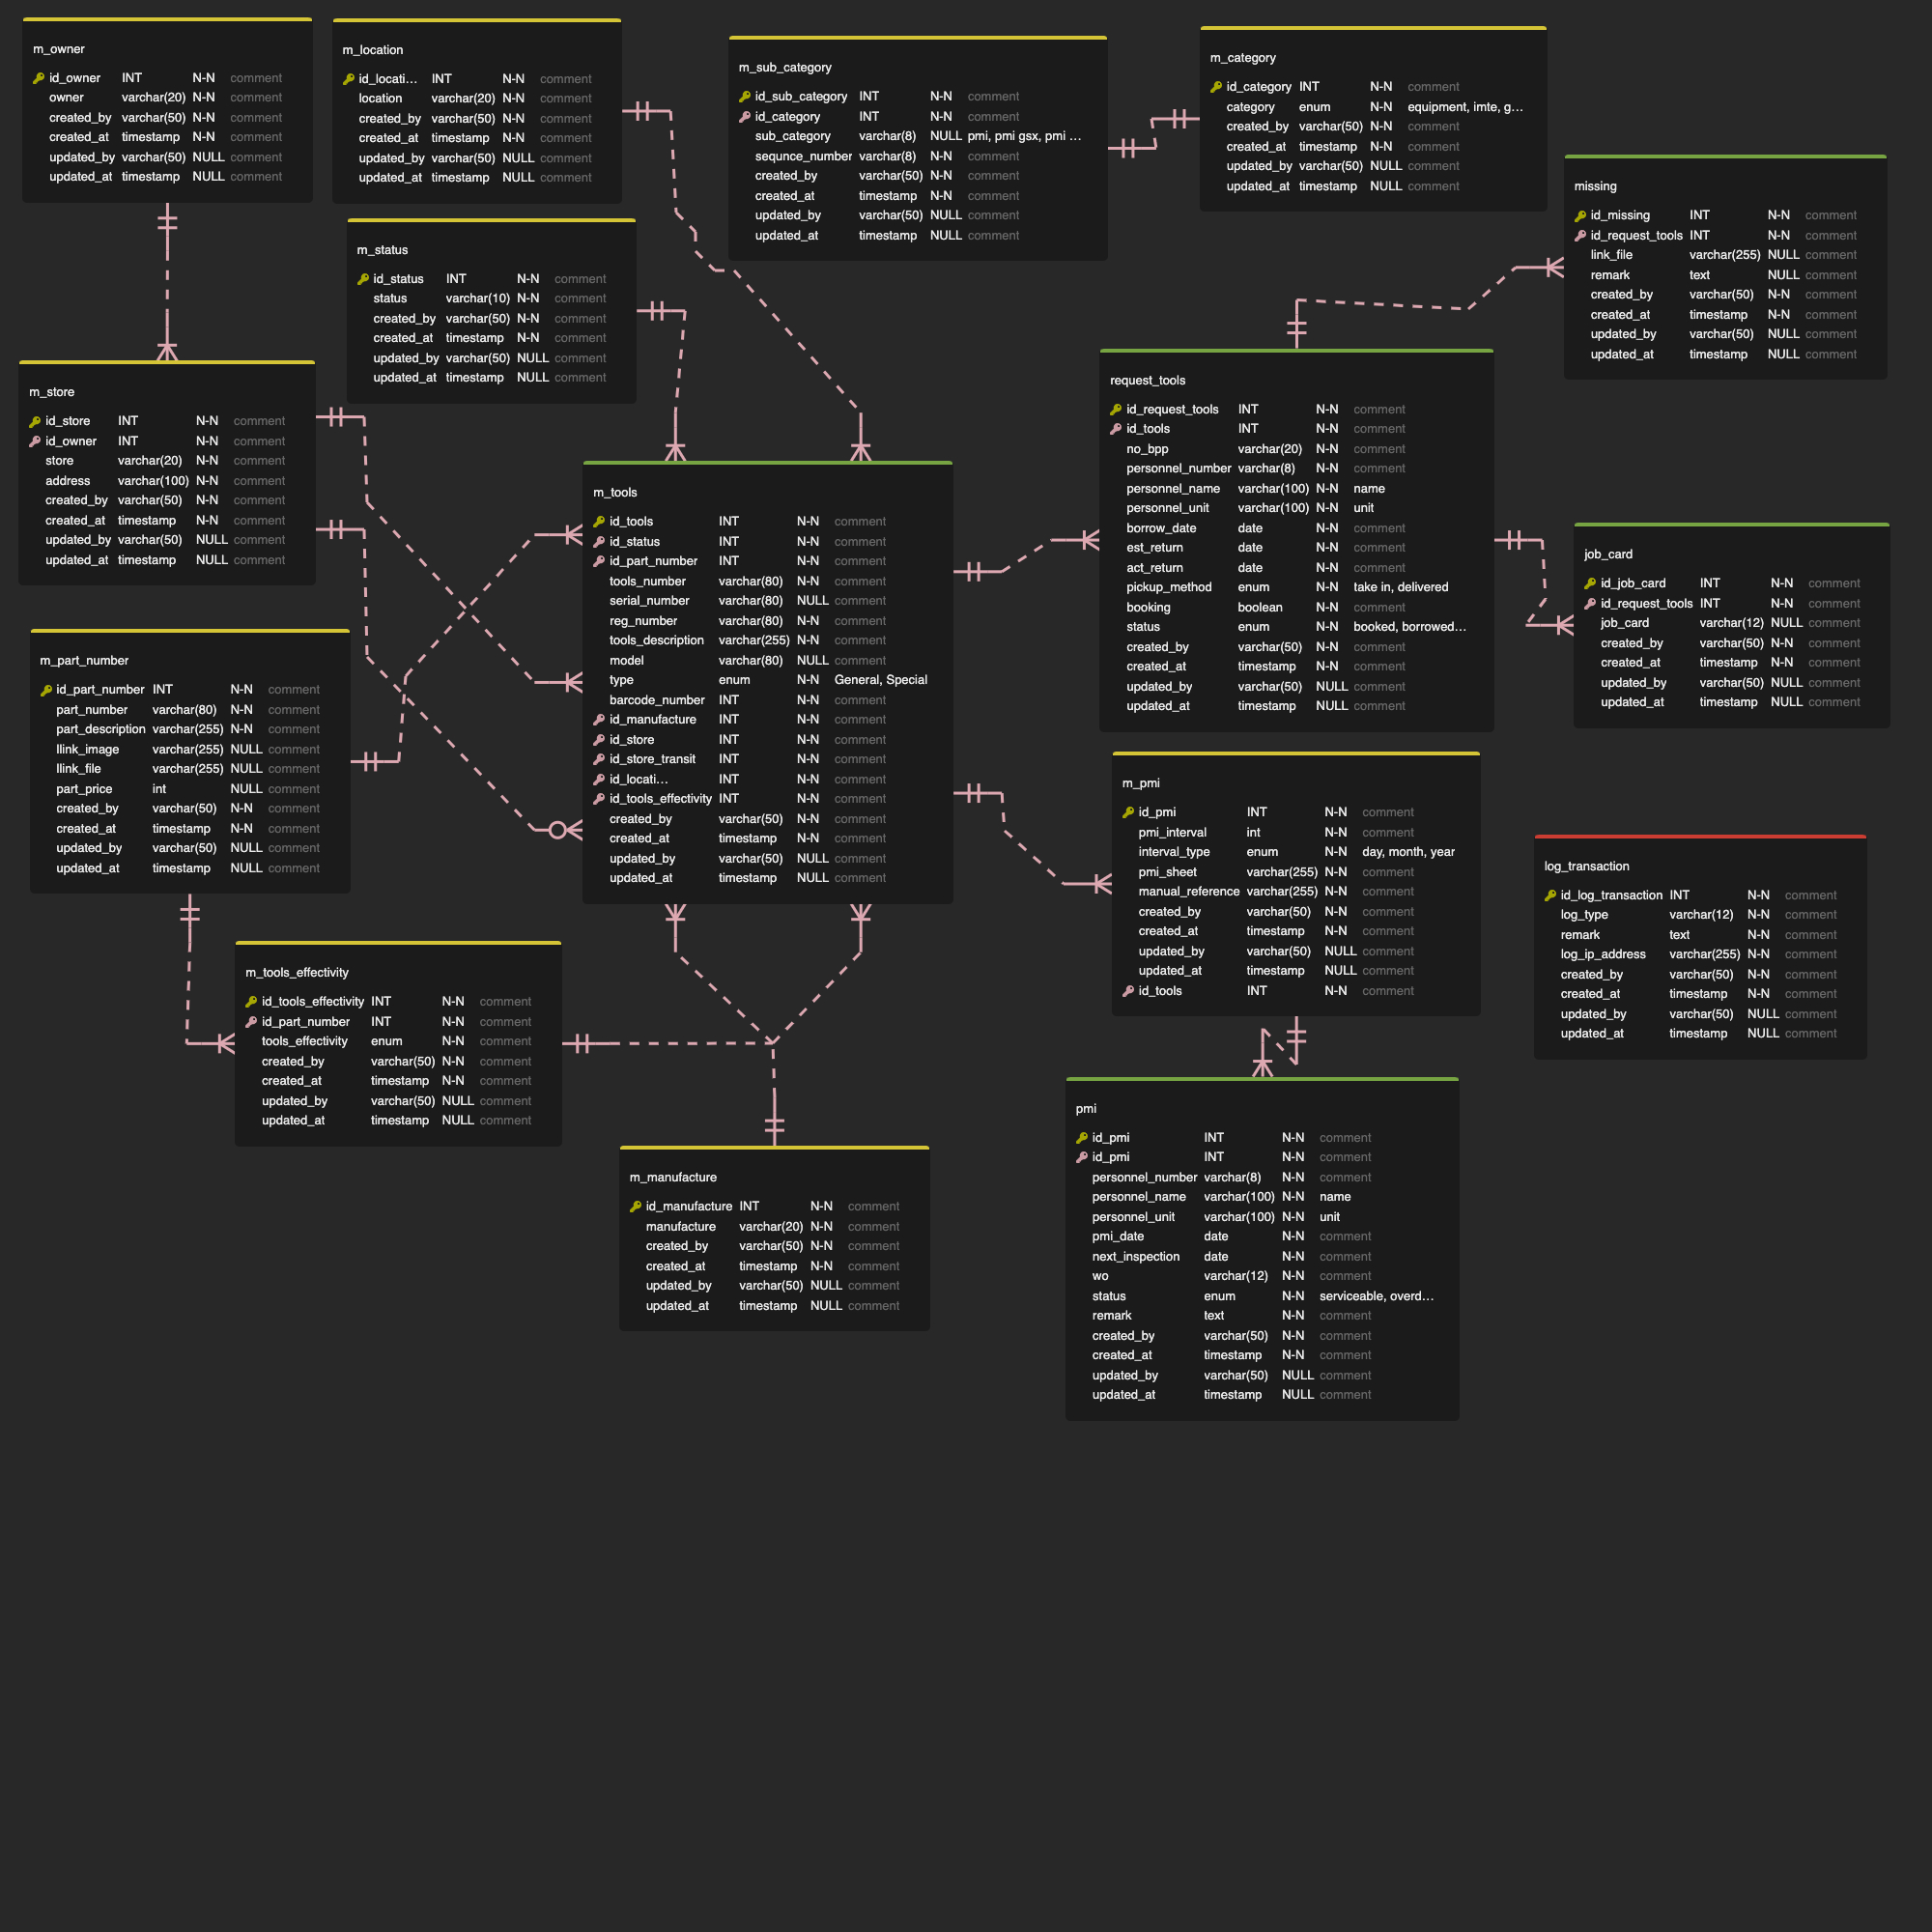 m_owner
id_owner INT N-N comment
owner varchar(20) N-N comment
created_by varchar(50) N-N comment
created_at timestamp N-N comment
updated_by varchar(50) NULL comment
updated_at timestamp NULL comment
m_location
id_locati... INT N-N comment
location varchar(20) N-N comment
created_by varchar(50) N-N comment
created_at timestamp N-N comment
updated_by varchar(50) NULL comment
updated_at timestamp NULL comment
m_sub_category
id_sub_category INT N-N comment
id_category INT N-N comment
sub_category varchar(8) NULL pmi, pmi gsx, pmi ...
sequnce_number varchar(8) N-N comment
created_by varchar(50) N-N comment
created_at timestamp N-N comment
updated_by varchar(50) NULL comment
updated_at timestamp NULL comment
m_category
id_category INT N-N comment
category enum N-N equipment, imte, g...
created_by varchar(50) N-N comment
created_at timestamp N-N comment
updated_by varchar(50) NULL comment
updated_at timestamp NULL comment
missing
id_missing INT N-N comment
id_request_tools INT N-N comment
link_file varchar(255) NULL comment
remark text NULL comment
created_by varchar(50) N-N comment
created_at timestamp N-N comment
updated_by varchar(50) NULL comment
updated_at timestamp NULL comment
m_status
id_status INT N-N comment
status varchar(10) N-N comment
created_by varchar(50) N-N comment
created_at timestamp N-N comment
updated_by varchar(50) NULL comment
updated_at timestamp NULL comment
m_store
id_store INT N-N comment
id_owner INT N-N comment
store varchar(20) N-N comment
address varchar(100) N-N comment
created_by varchar(50) N-N comment
created_at timestamp N-N comment
updated_by varchar(50) NULL comment
updated_at timestamp NULL comment
request_tools
id_request_tools INT N-N comment
id_tools INT N-N comment
no_bpp varchar(20) N-N comment
personnel_number varchar(8) N-N comment
personnel_name varchar(100) N-N name
personnel_unit varchar(100) N-N unit
borrow_date date N-N comment
est_return date N-N comment
act_return date N-N comment
pickup_method enum N-N take in, delivered
booking boolean N-N comment
status enum N-N booked, borrowed...
created_by varchar(50) N-N comment
created_at timestamp N-N comment
updated_by varchar(50) NULL comment
updated_at timestamp NULL comment
m_tools
id_tools INT N-N comment
id_status INT N-N comment
id_part_number INT N-N comment
tools_number varchar(80) N-N comment
serial_number varchar(80) NULL comment
reg_number varchar(80) N-N comment
tools_description varchar(255) N-N comment
model varchar(80) NULL comment
type enum N-N General, Special
barcode_number INT N-N comment
id_manufacture INT N-N comment
id_store INT N-N comment
id_store_transit INT N-N comment
id_locati... INT N-N comment
id_tools_effectivity INT N-N comment
created_by varchar(50) N-N comment
created_at timestamp N-N comment
updated_by varchar(50) NULL comment
updated_at timestamp NULL comment
job_card
id_job_card INT N-N comment
id_request_tools INT N-N comment
job_card varchar(12) NULL comment
created_by varchar(50) N-N comment
created_at timestamp N-N comment
updated_by varchar(50) NULL comment
updated_at timestamp NULL comment
m_part_number
id_part_number INT N-N comment
part_number varchar(80) N-N comment
part_description varchar(255) N-N comment
llink_image varchar(255) NULL comment
llink_file varchar(255) NULL comment
part_price int NULL comment
created_by varchar(50) N-N comment
created_at timestamp N-N comment
updated_by varchar(50) NULL comment
updated_at timestamp NULL comment
m_pmi
id_pmi INT N-N comment
pmi_interval int N-N comment
interval_type enum N-N day, month, year
pmi_sheet varchar(255) N-N comment
manual_reference varchar(255) N-N comment
created_by varchar(50) N-N comment
created_at timestamp N-N comment
updated_by varchar(50) NULL comment
updated_at timestamp NULL comment
id_tools INT N-N comment
log_transaction
id_log_transaction INT N-N comment
log_type varchar(12) N-N comment
remark text N-N comment
log_ip_address varchar(255) N-N comment
created_by varchar(50) N-N comment
created_at timestamp N-N comment
updated_by varchar(50) NULL comment
updated_at timestamp NULL comment
m_tools_effectivity
id_tools_effectivity INT N-N comment
id_part_number INT N-N comment
tools_effectivity enum N-N comment
created_by varchar(50) N-N comment
created_at timestamp N-N comment
updated_by varchar(50) NULL comment
updated_at timestamp NULL comment
pmi
id_pmi INT N-N comment
id_pmi INT N-N comment
personnel_number varchar(8) N-N comment
personnel_name varchar(100) N-N name
personnel_unit varchar(100) N-N unit
pmi_date date N-N comment
next_inspection date N-N comment
wo varchar(12) N-N comment
status enum N-N serviceable, overd...
remark text N-N comment
created_by varchar(50) N-N comment
created_at timestamp N-N comment
updated_by varchar(50) NULL comment
updated_at timestamp NULL comment
m_manufacture
id_manufacture INT N-N comment
manufacture varchar(20) N-N comment
created_by varchar(50) N-N comment
created_at timestamp N-N comment
updated_by varchar(50) NULL comment
updated_at timestamp NULL comment